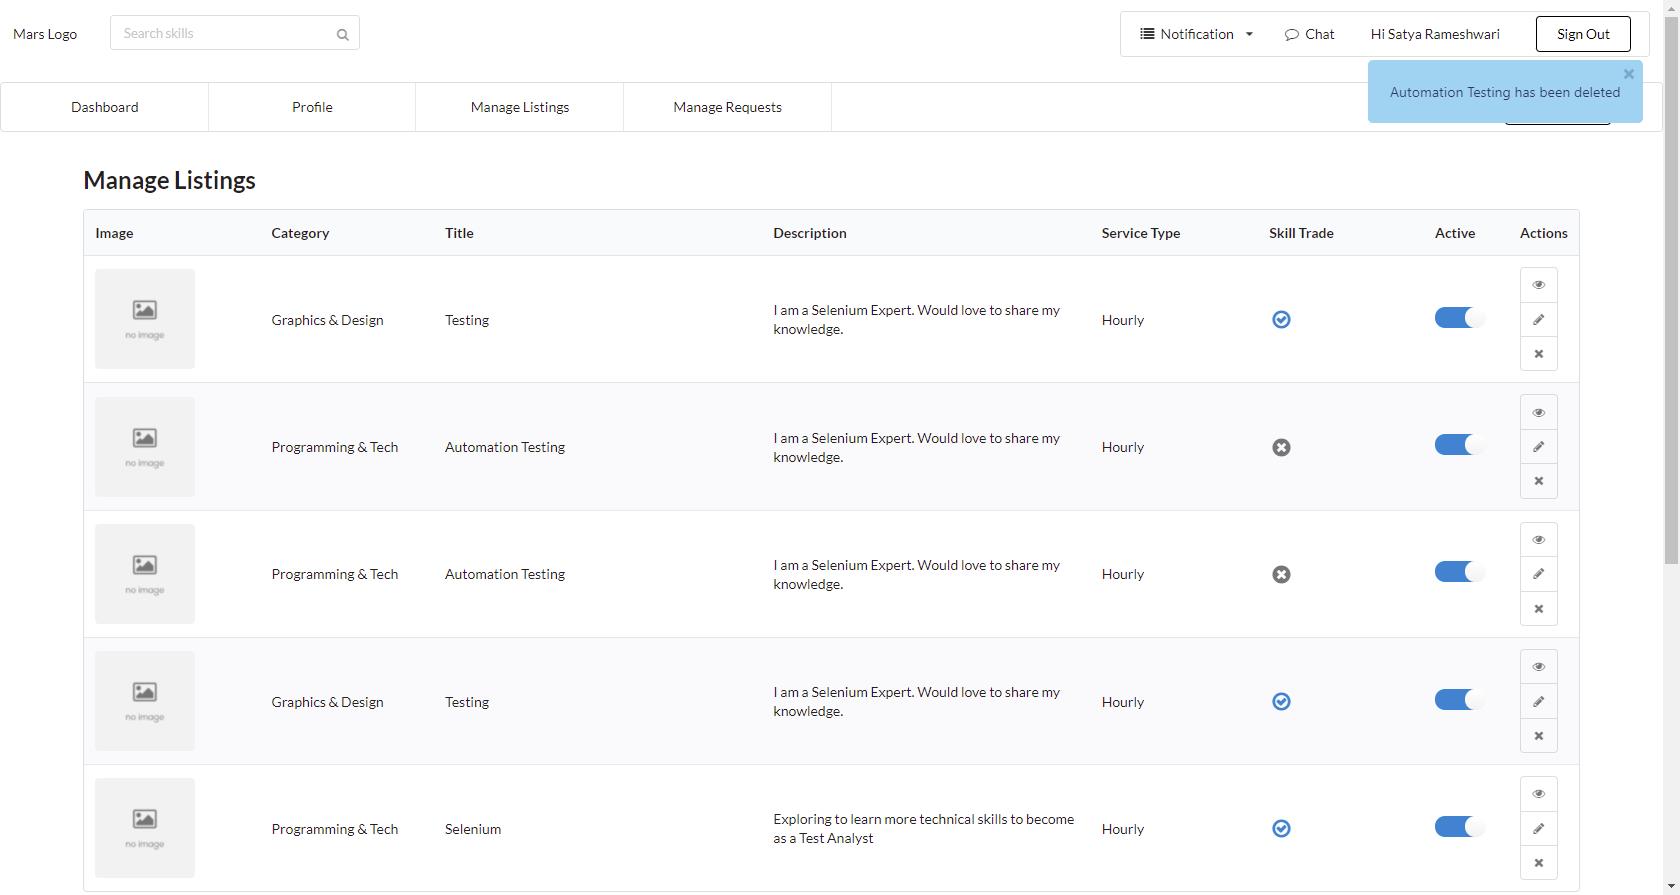 Mars Logo
Search skills
Notification
Chat
Hi Satya Rameshwari
Sign Out
Automation Testing has been deleted
Dashboard
Profile
Manage Listings
Manage Requests
Manage Listings
Image Category Title Description Service Type Skill Trade Active Actions
no image
Graphics & Design
Testing
I am a Selenium Expert. Would love to share my
knowledge.
Hourly
no image
Programming & Tech
Automation Testing
I am a Selenium Expert. Would love to share my
knowledge.
Hourly
no image
Programming & Tech
Automation Testing
I am a Selenium Expert. Would love to share my
knowledge.
Hourly
no image
Graphics & Design
Testing
I am a Selenium Expert. Would love to share my
knowledge.
Hourly
no image
Programming & Tech
Selenium
Exploring to learn more technical skills to become
as a Test Analyst
Hourly